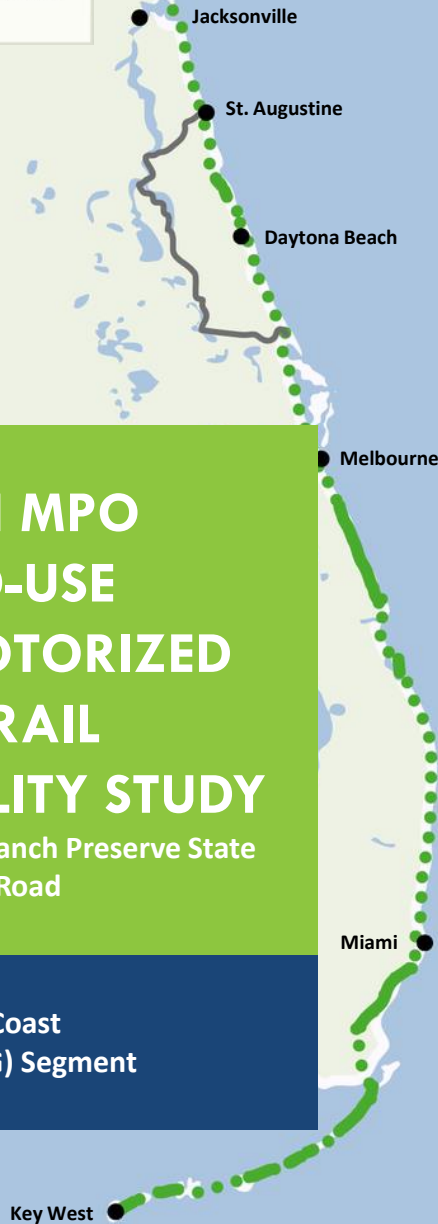 Jacksonville
St. Augustine
Daytona Beach
Melbourne
MPO
-USE
OTORIZED
RAIL
LITY STUDY
anch Preserve State
Road
Miami
Coast
) Segment
Key West